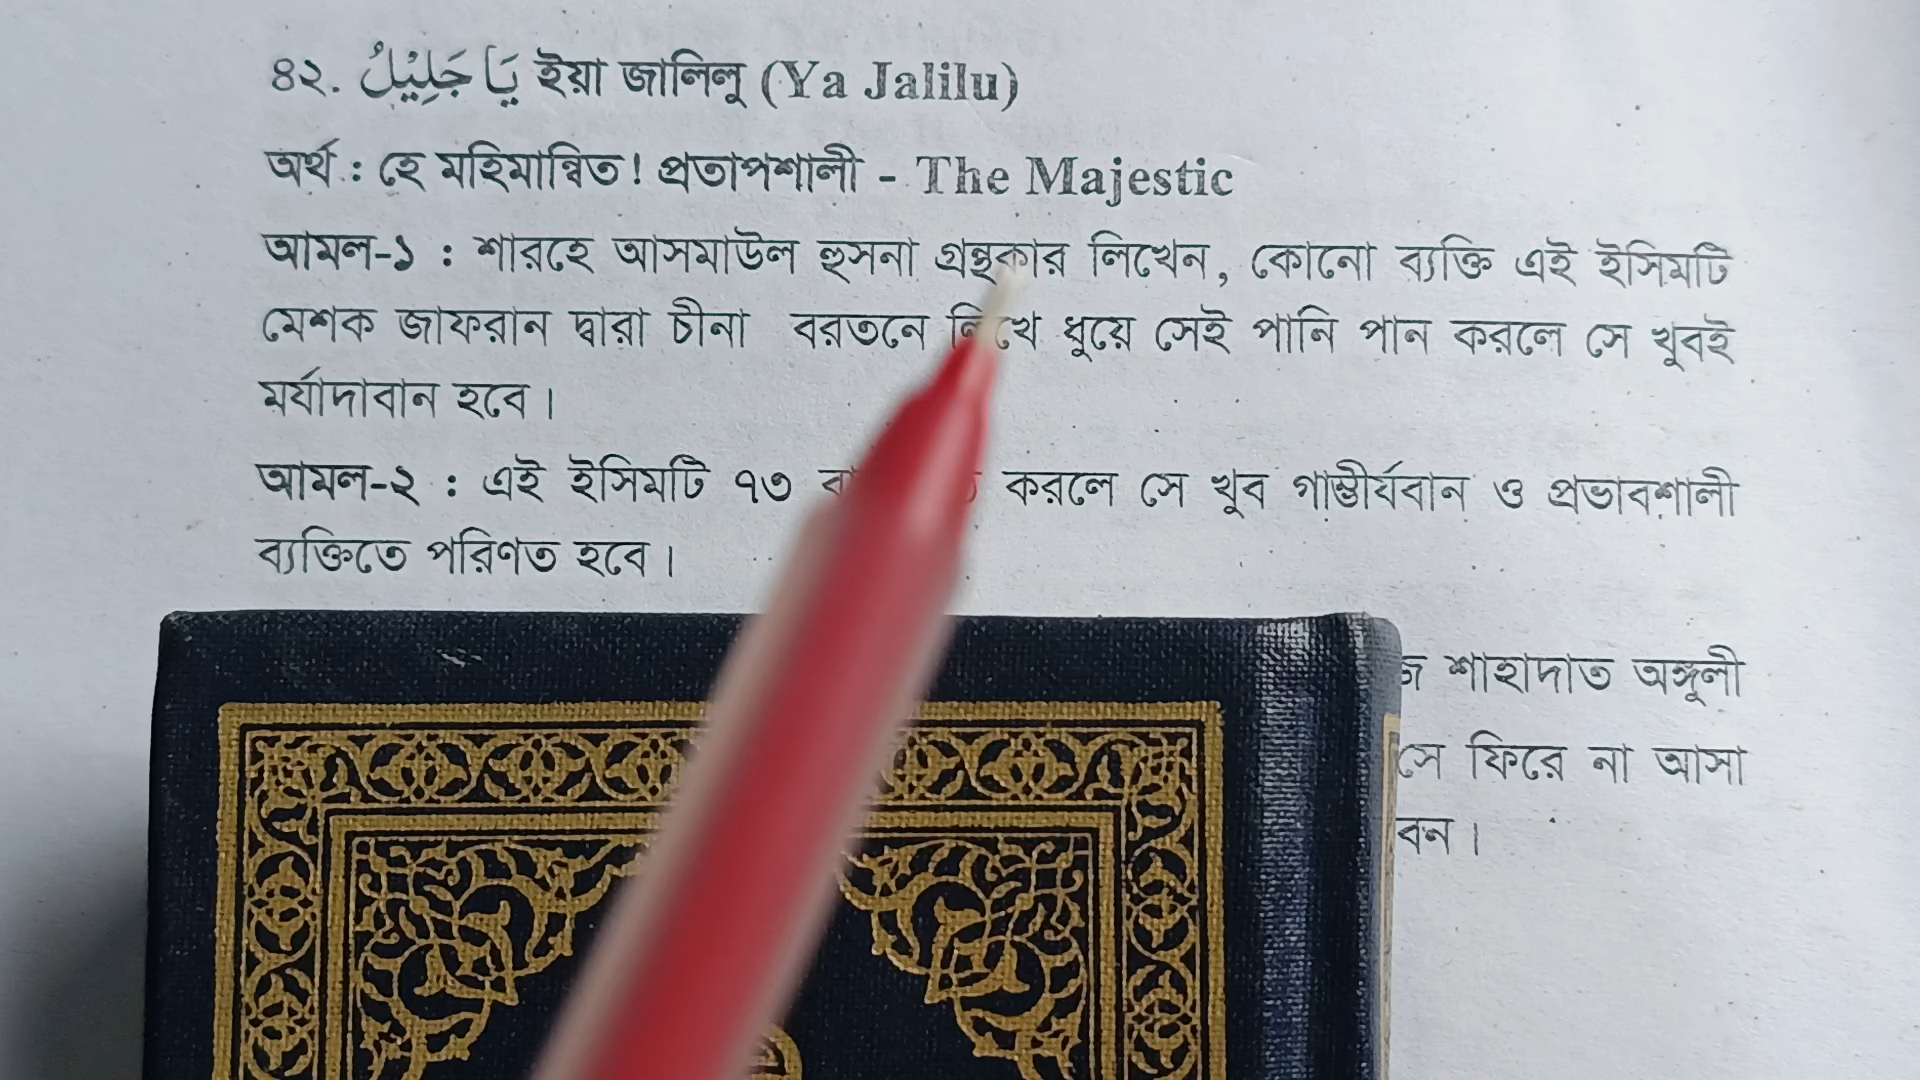 ৪২. يَا جَلِيْلُ ইয়া জালিলু (Ya Jalilu)
অর্থ : হে মহিমান্বিত! প্রতাপশালী - The Majestic
আমল-১ : শারহে আসমাউল হুসনা গ্রন্থকার লিখেন, কোনো ব্যক্তি এই ইসিমটি
মেশক জাফরান দ্বারা চীনা বরতনে লিখে ধুয়ে সেই পানি পান করলে সে খুবই
মর্যাদাবান হবে।
আমল-২ : এই ইসিমটি ৭৩ করলে সে খুব গাম্ভীর্যবান ও প্রভাবশালী
ব্যক্তিতে পরিণত হবে।
শাহাদাত অঙ্গুলী
সে ফিরে না আসা